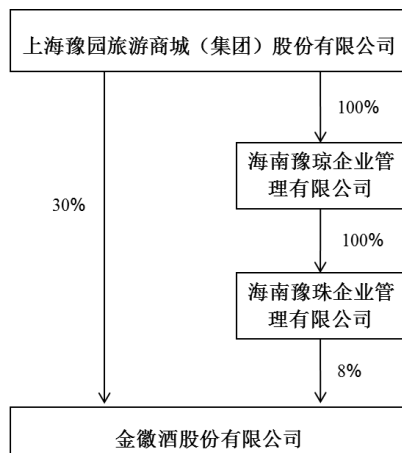 上海豫园旅游商城（集团）股份有限公司
100%
海南豫琼企业管
理有限公司
30%
100%
海南豫珠企业管
理有限公司
8%
金徽酒股份有限公司